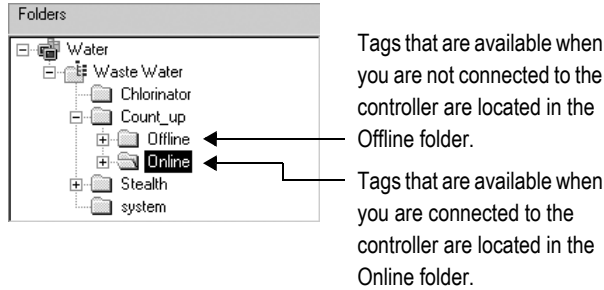 Folders
Water
Waste Water
Chlorinator
Count_up
Offline
Online
Stealth
system
Tags that are available when
you are not connected to the
controller are located in the
Offline folder.
Tags that are available when
you are connected to the
controller are located in the
Online folder.